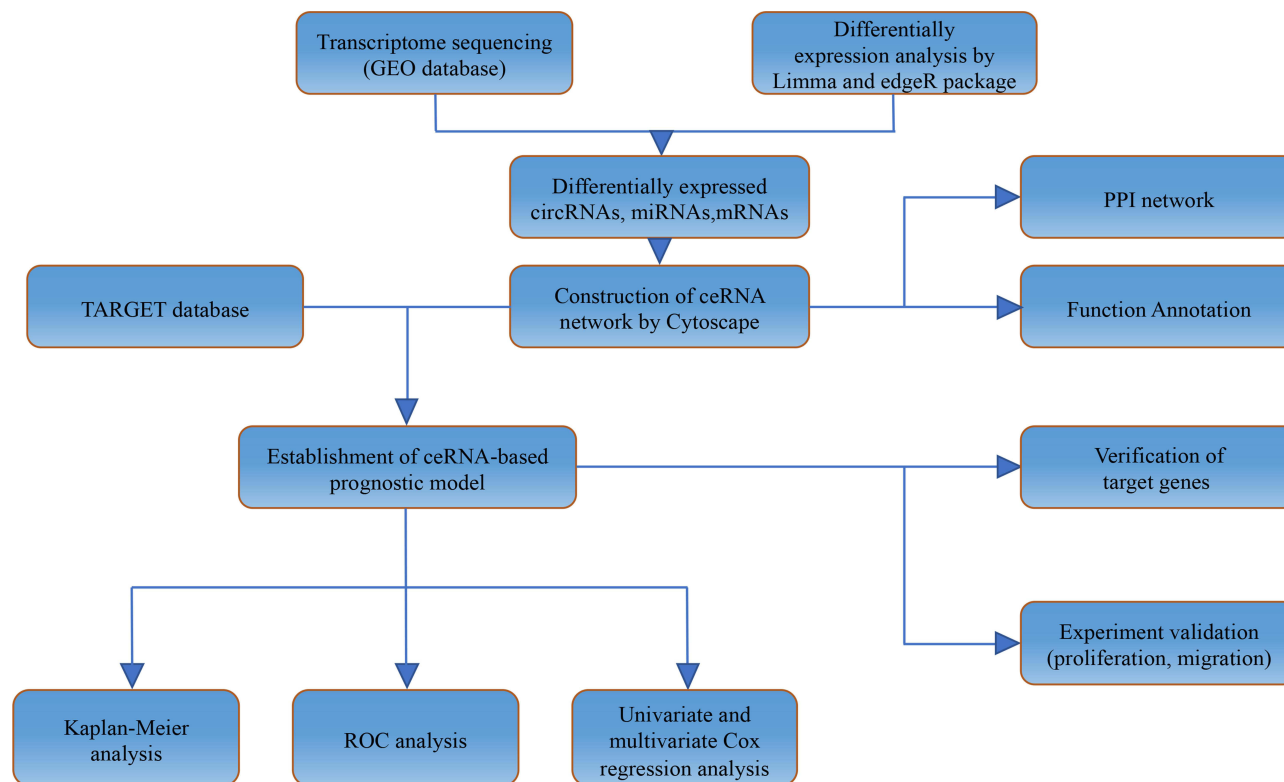 Transcriptome sequencing
(GEO database)
Differentially
expression analysis by
Limma and edgeR package
Differentially expressed
circRNAs, miRNAs,mRNAs
PPI network
TARGET database
Construction of ceRNA
network by Cytoscape
Function Annotation
Establishment of ceRNA-based
prognostic model
Verification of
target genes
Experiment validation
(proliferation, migration)
Kaplan-Meier
analysis
ROC analysis
Univariate and
multivariate Cox
regression analysis